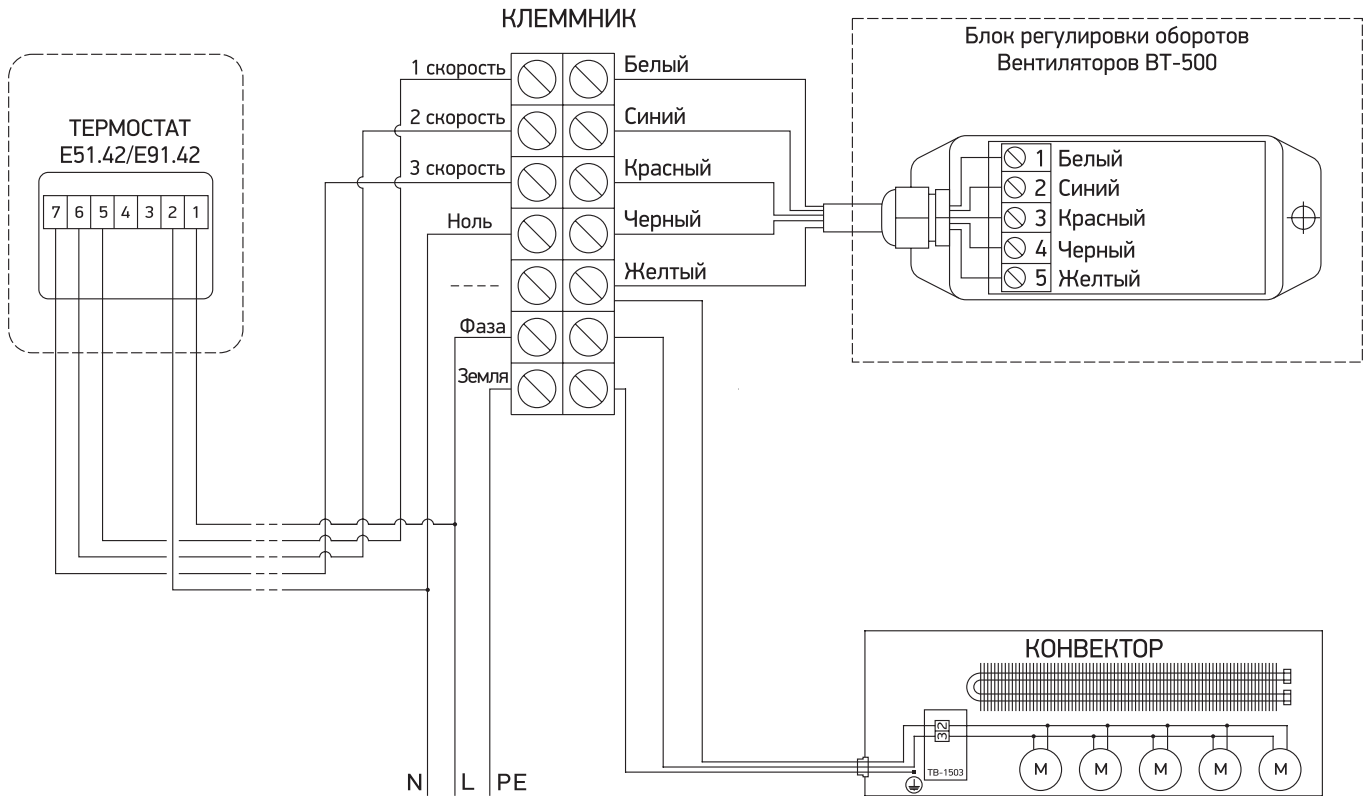 КЛЕММНИК
Блок регулировки оборотов
Вентиляторов ВТ-500
ТЕРМОСТАТ
E51.42/E91.42
7 6 5 4 3 2 1
1 скорость
2 скорость
3 скорость
Ноль
----
Фаза
Земля
Белый
Синий
Красный
Черный
Желтый
1 Белый
2 Синий
3 Красный
4 Черный
5 Желтый
КОНВЕКТОР
2
3
TB-1503
M M M M M
N L PE